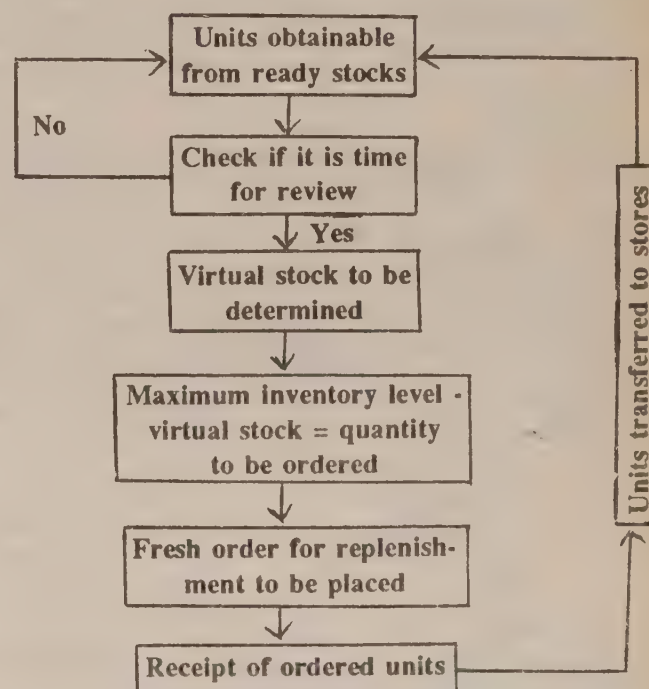 Units obtainable
from ready stocks
No
Check if it is time
for review
Yes
Virtual stock to be
determined
Maximum inventory level -
virtual stock = quantity
to be ordered
Fresh order for replenish-
ment to be placed
Receipt of ordered units
Units transferred to stores